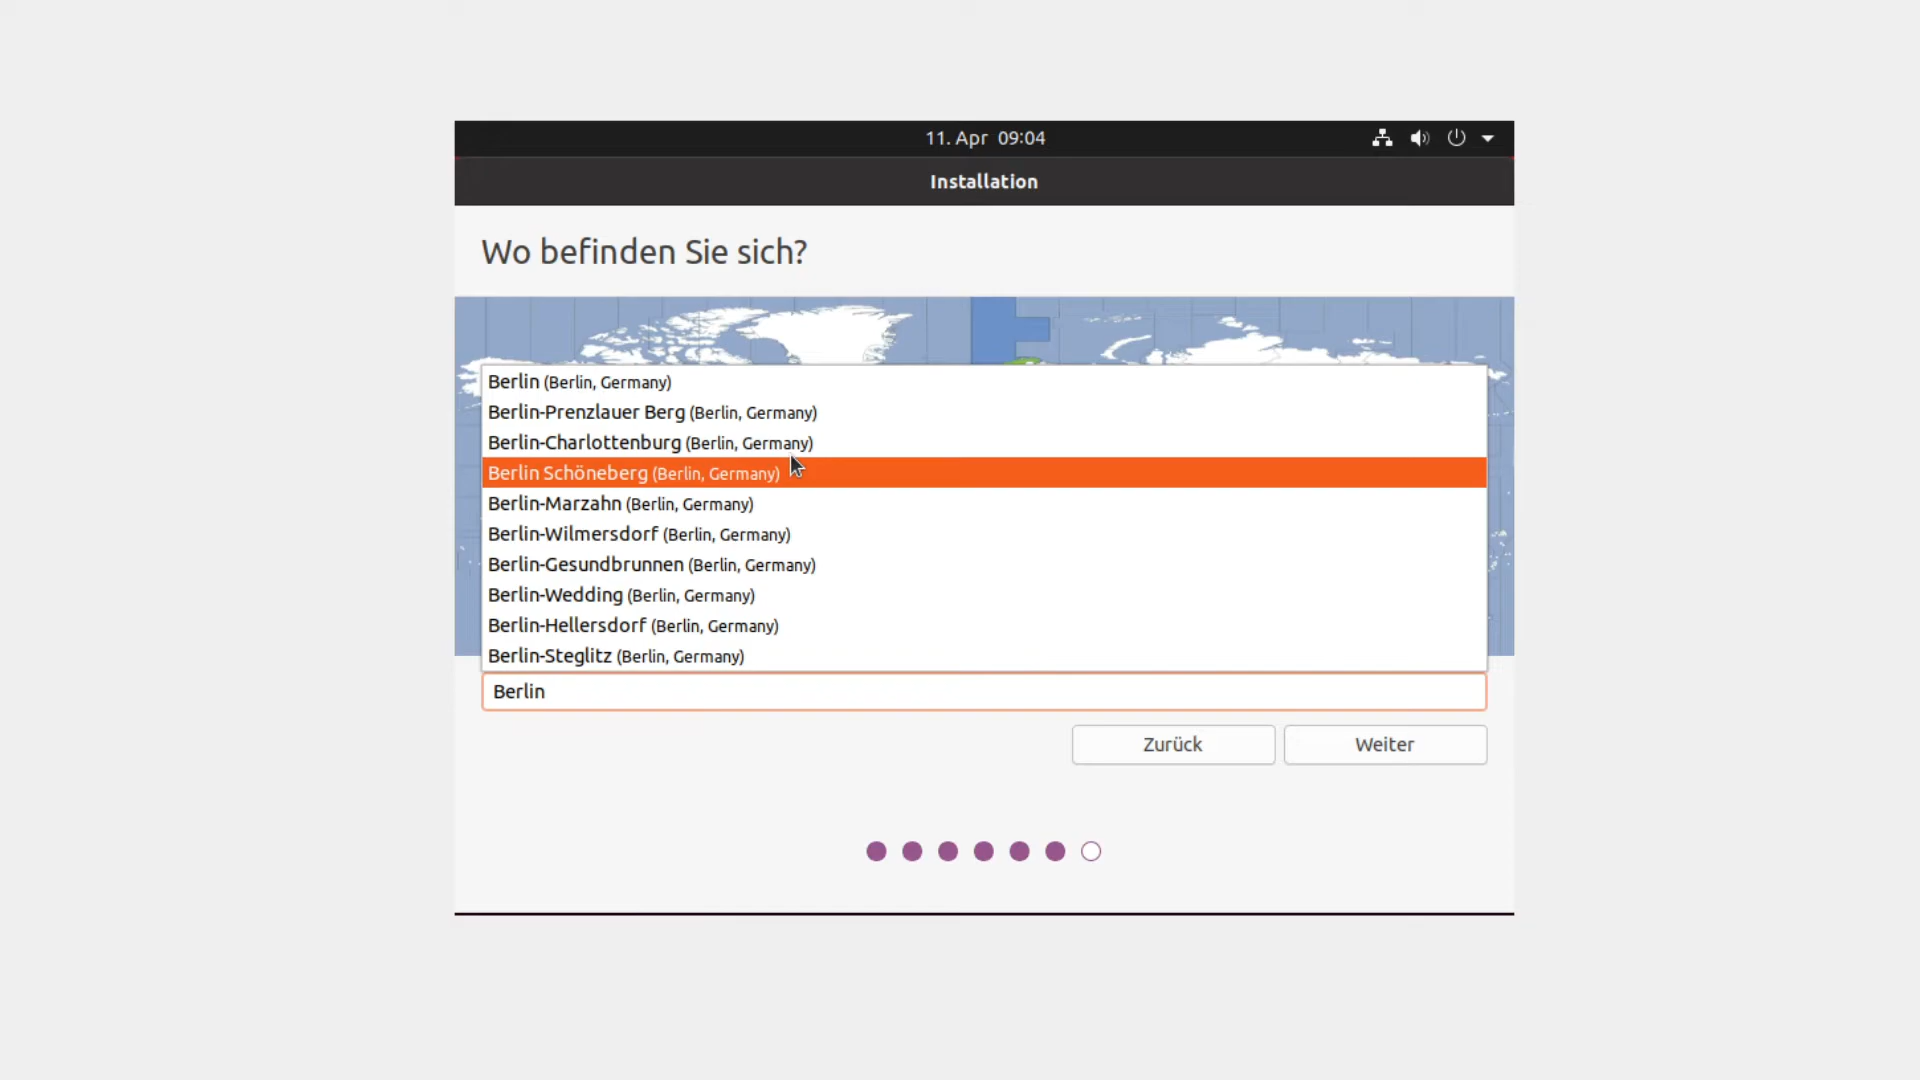 11. Apr 09:04
Installation
Wo befinden Sie sich?
Berlin (Berlin, Germany)
Berlin-Prenzlauer Berg (Berlin, Germany)
Berlin-Charlottenburg (Berlin, Germany)
Berlin Schöneberg (Berlin, Germany)
Berlin-Marzahn (Berlin, Germany)
Berlin-Wilmersdorf (Berlin, Germany)
Berlin-Gesundbrunnen (Berlin, Germany)
Berlin-Wedding (Berlin, Germany)
Berlin-Hellersdorf (Berlin, Germany)
Berlin-Steglitz (Berlin, Germany)
Berlin
Zurück
Weiter